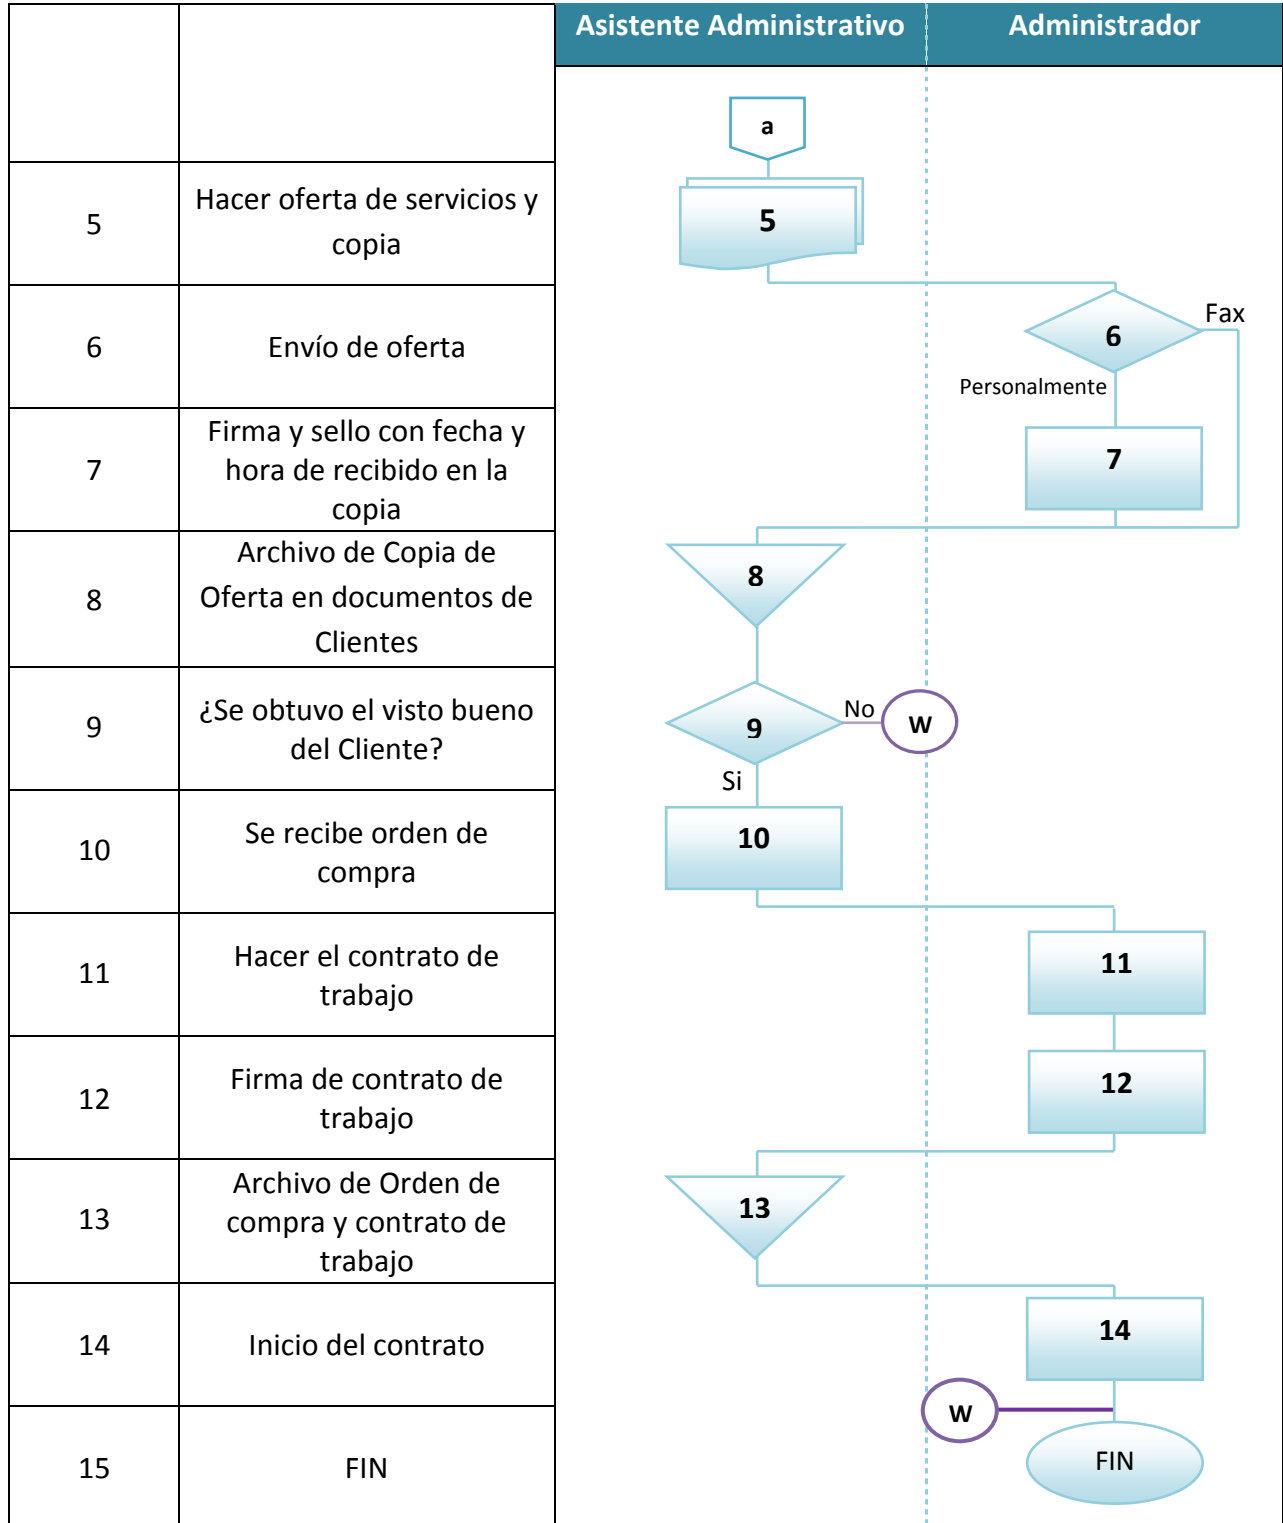 Asistente Administrativo
Administrador
a
5
Hacer oferta de servicios y
copia
5
6
Envío de oferta
6
Fax
Personalmente
7
Firma y sello con fecha y
hora de recibido en la
copia
7
8
Archivo de Copia de
Oferta en documentos de
Clientes
8
9
¿Se obtuvo el visto bueno
del Cliente?
9
No
W
Si
10
Se recibe orden de
compra
10
11
Hacer el contrato de
trabajo
11
12
Firma de contrato de
trabajo
12
13
Archivo de Orden de
compra y contrato de
trabajo
13
14
Inicio del contrato
14
W
15
FIN
FIN